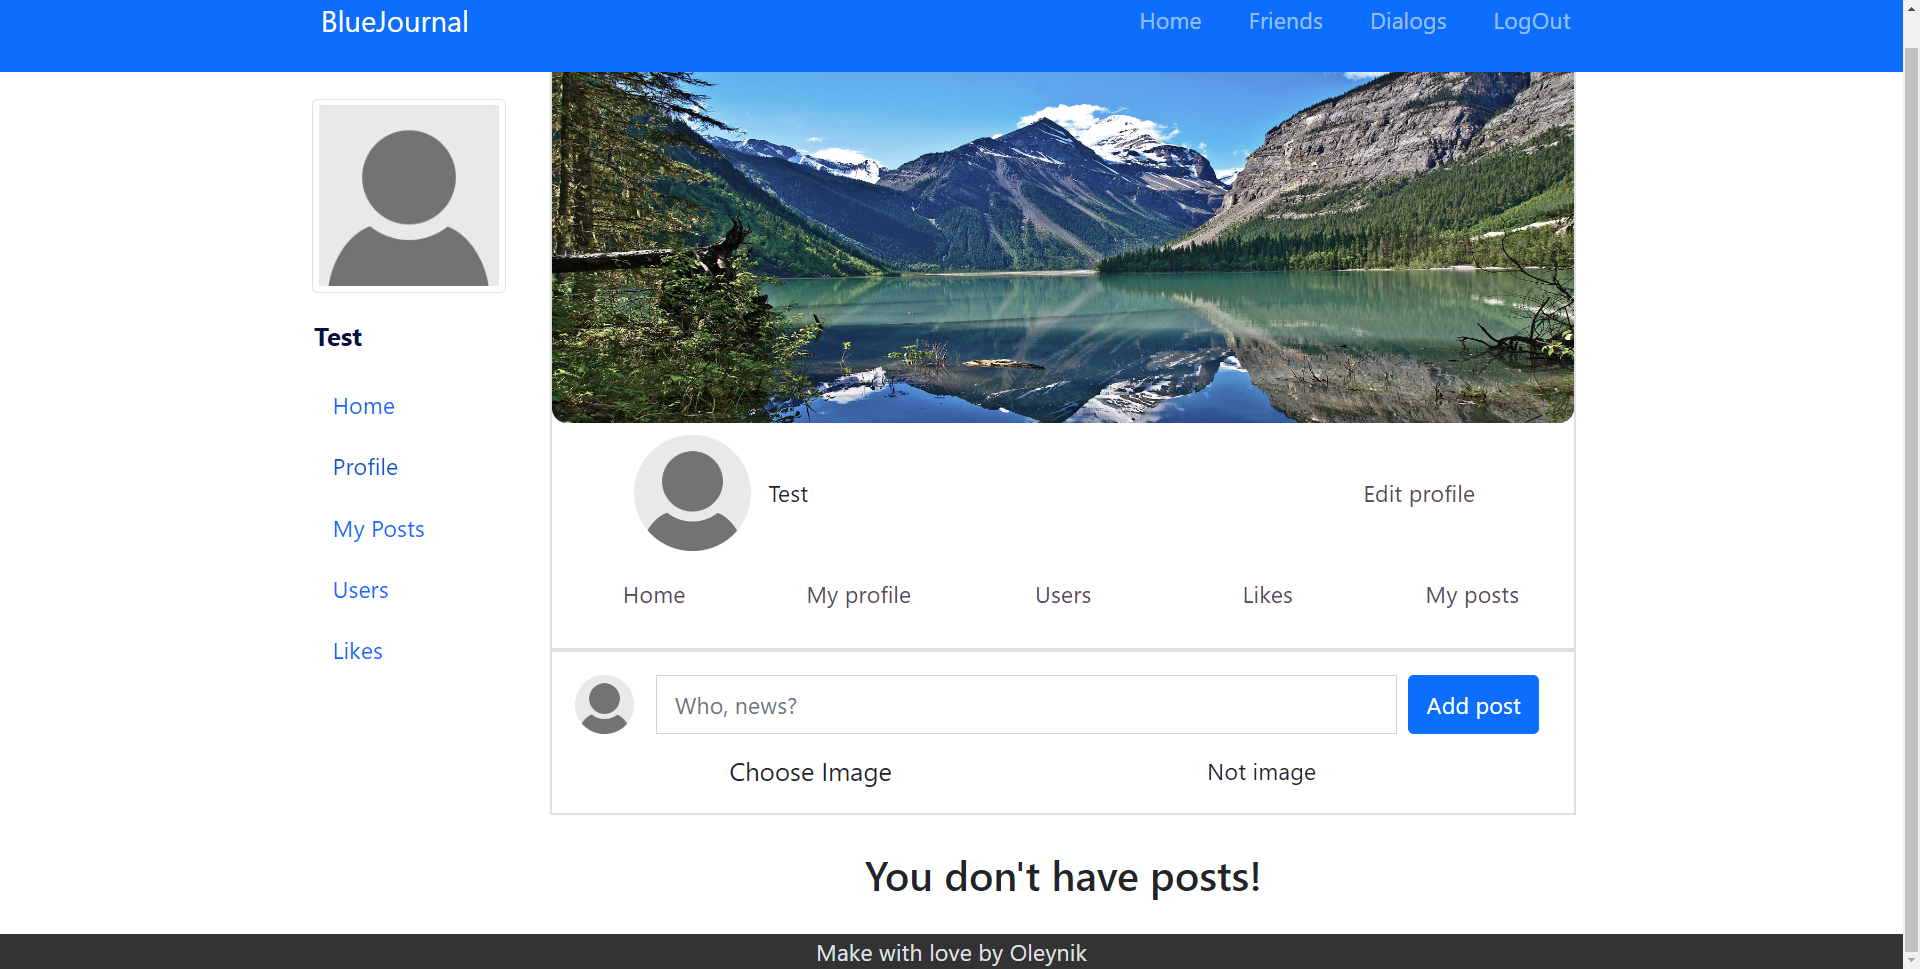 BlueJournal
Home Friends Dialogs LogOut
Test
Home
Profile
My Posts
Users
Likes
Test
Edit profile
Home My profile Users Likes My posts
Who, news?
Add post
Choose Image
Not image
You don't have posts!
Make with love by Oleynik